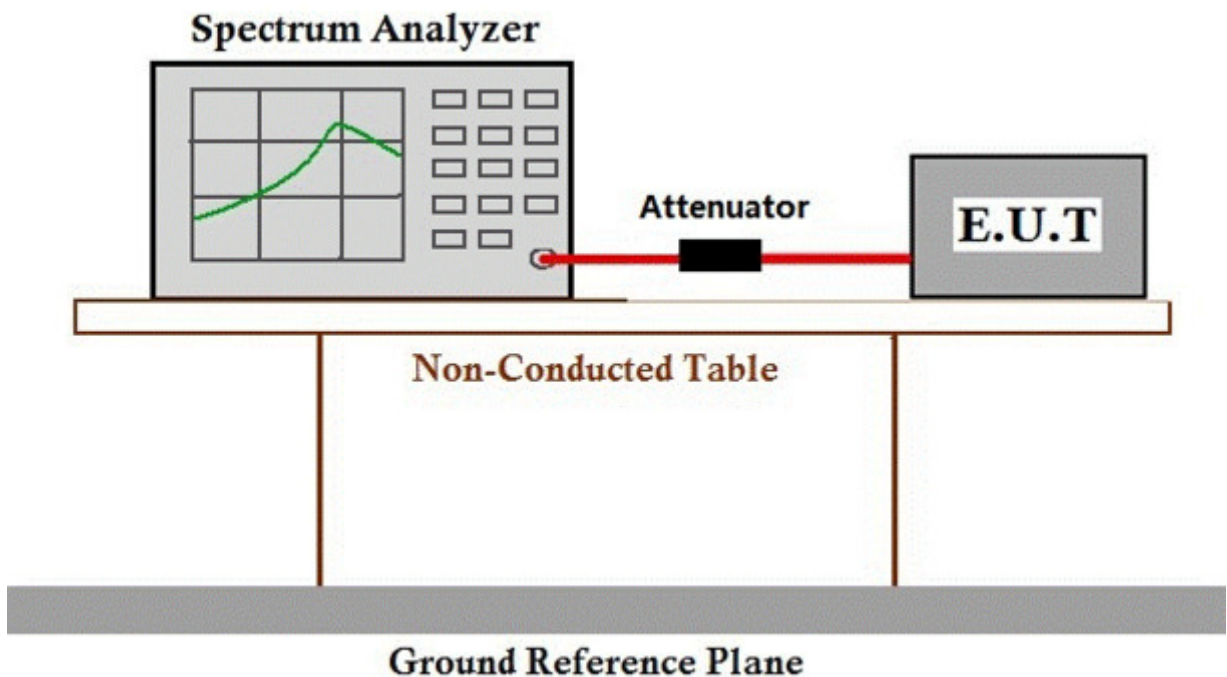 Spectrum Analyzer
Attenuator
E.U.T
Non-Conducted Table
Ground Reference Plane